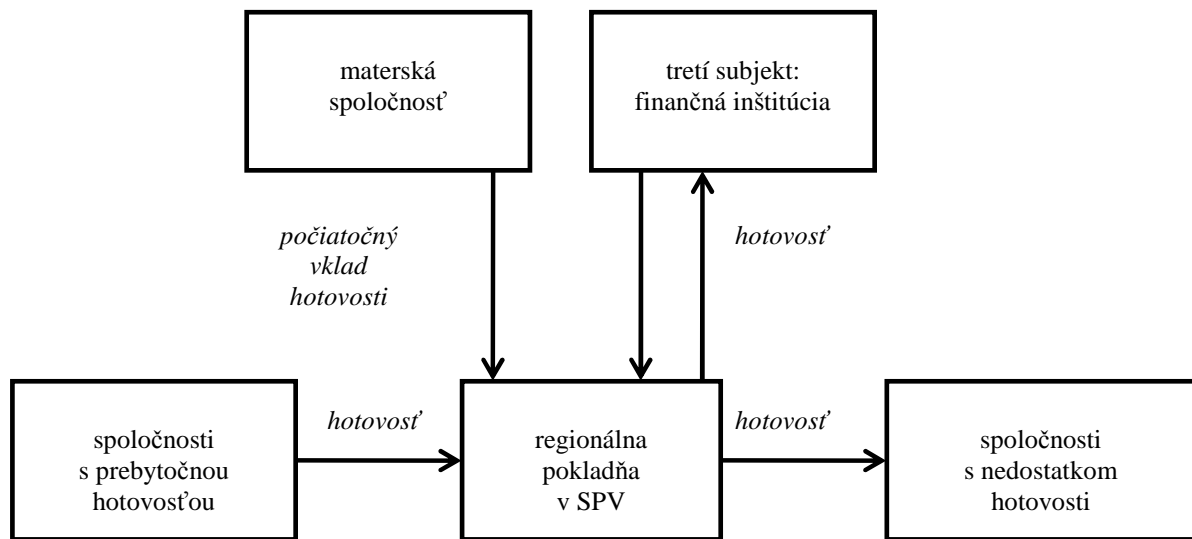 materská
spoločnosť
tretí subjekt:
finančná inštitúcia
počiatočný
vklad
hotovosti
hotovosť
spoločnosti
s prebytočnou
hotovosťou
hotovosť
regionálna
pokladňa
v SPV
hotovosť
spoločnosti
s nedostatkom
hotovosti